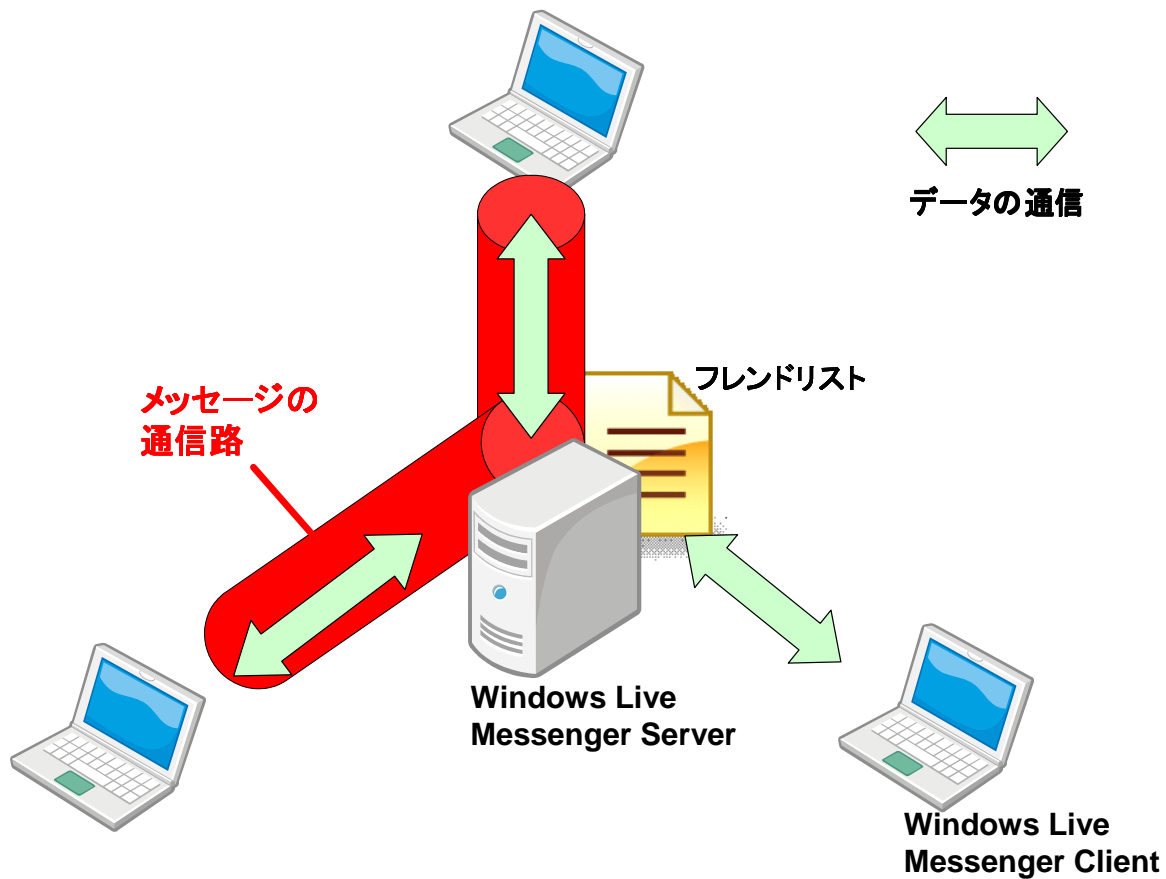 データの通信
フレンドリスト
メッセージの
通信路
Windows Live
Messenger Server
Windows Live
Messenger Client